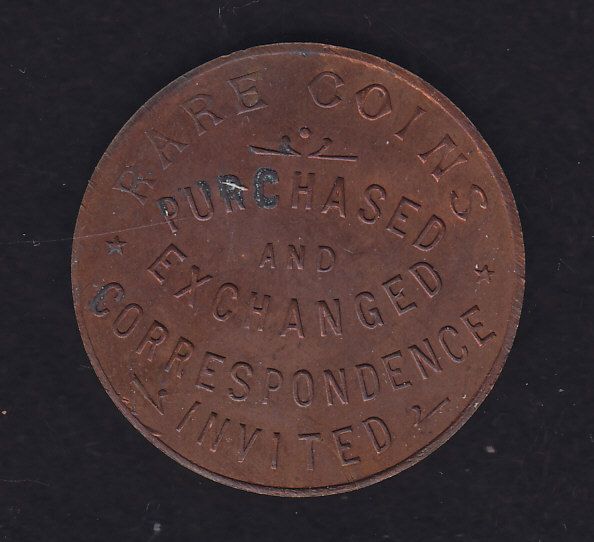 RARE COINS
PURCHASED
AND
EXCHANGED
CORRESPONDENCE
INVITED